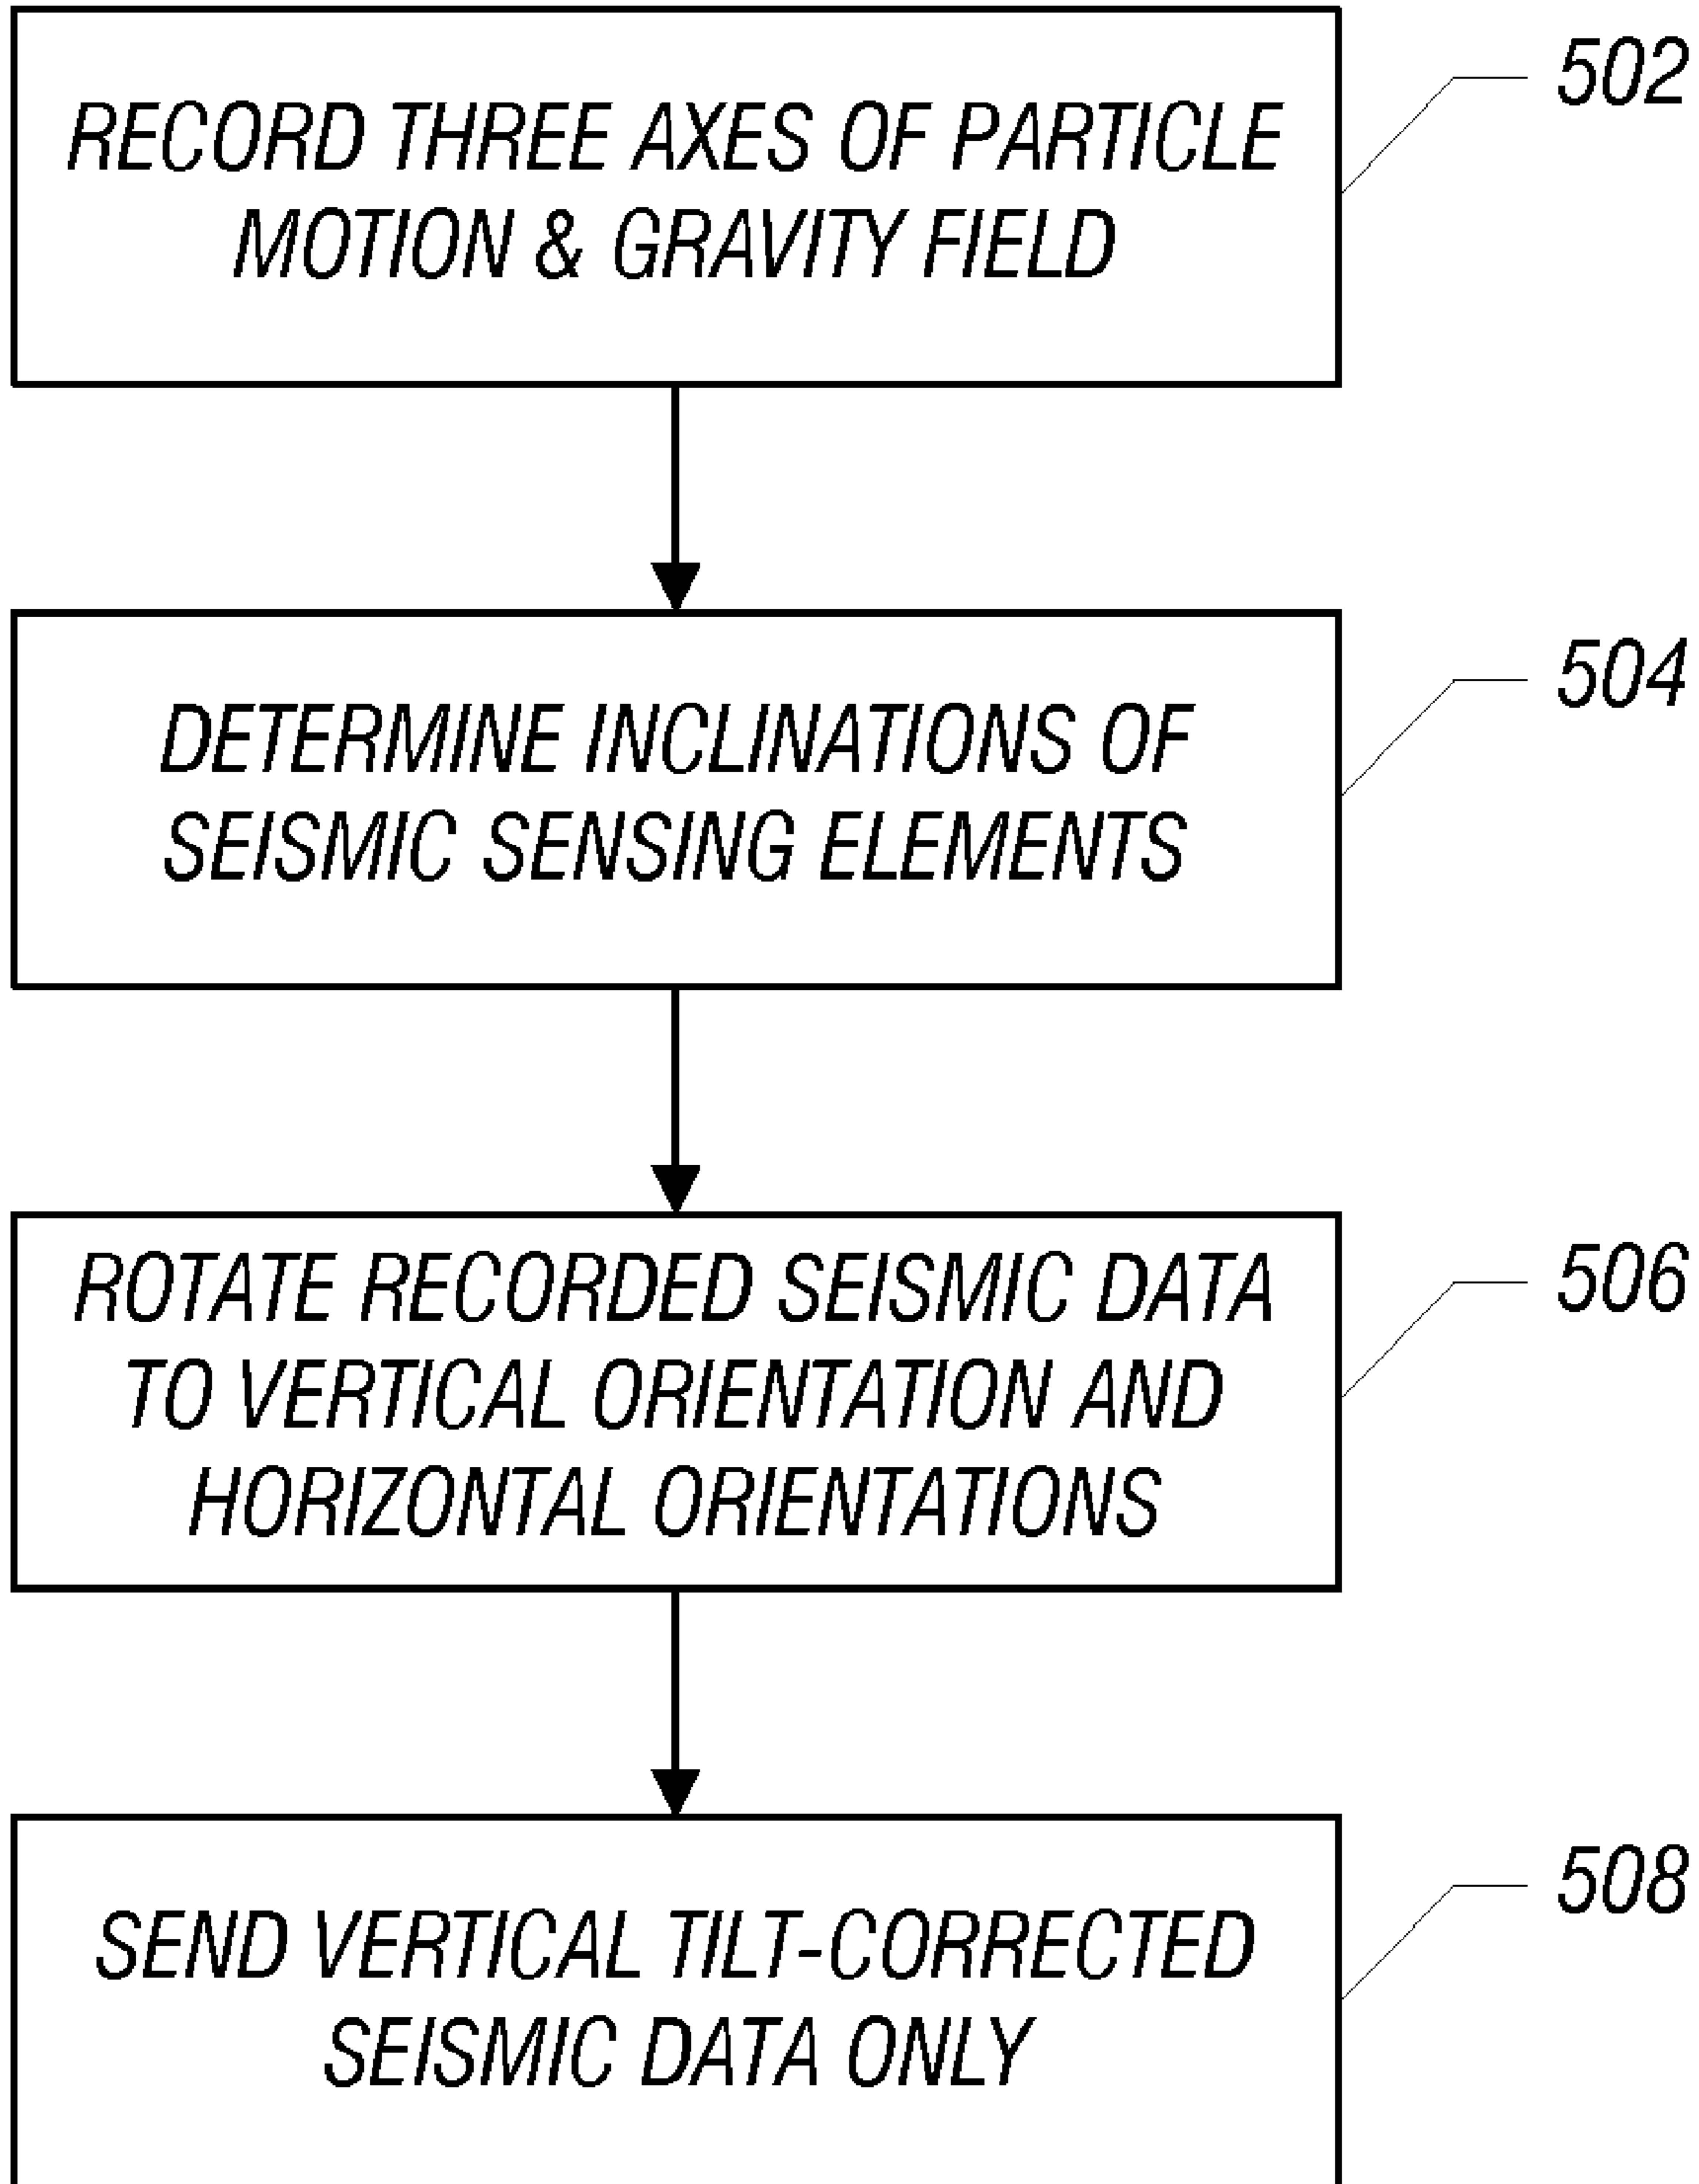 RECORD THREE AXES OF PARTICLE
MOTION & GRAVITY FIELD
502
DETERMINE INCLINATIONS OF
SEISMIC SENSING ELEMENTS
504
ROTATE RECORDED SEISMIC DATA
TO VERTICAL ORIENTATION AND
HORIZONTAL ORIENTATIONS
506
SEND VERTICAL TILT-CORRECTED
SEISMIC DATA ONLY
508